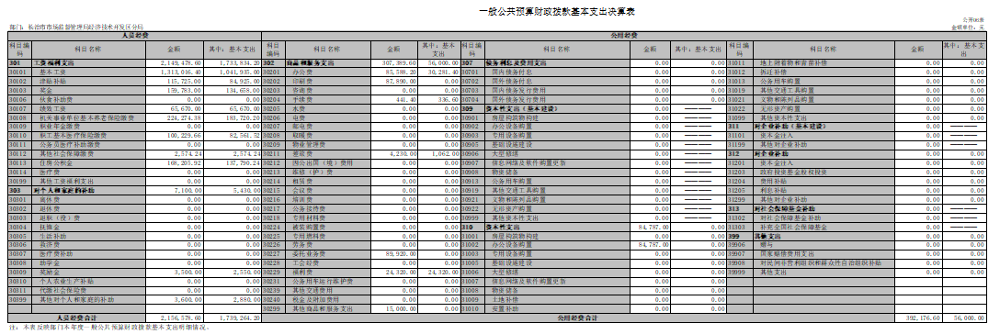 一般公共预算财政拨款基本支出决算表
公开06表
部门：长治市市场监督管理局经济技术开发区分局 金额单位：元
人员经费 公用经费
科目编码 科目名称 金额 其中：基本支出 科目编码 科目名称 金额 其中：基本支出 科目编码 科目名称 金额 其中：基本支出 科目编码 科目名称 金额 其中：基本支出
301 工资福利支出 2,149,478.60 1,733,834.20 302 商品和服务支出 307,389.60 56,000.00 307 债务利息及费用支出 0.00 0.00 31011 地上附着物和青苗补偿 0.00 0.00
30101 基本工资 1,313,016.40 1,041,935.00 30201 办公费 85,588.20 30,281.40 30701 国内债务付息 0.00 0.00 31012 拆迁补偿 0.00 0.00
30102 津贴补贴 115,725.00 84,925.00 30202 印刷费 87,890.00 0.00 30702 国外债务付息 0.00 0.00 31013 公务用车购置 0.00 0.00
30103 奖金 159,783.00 134,658.00 30203 咨询费 0.00 0.00 30703 国内债务发行费用 0.00 0.00 31019 其他交通工具购置 0.00 0.00
30106 伙食补助费 0.00 0.00 30204 手续费 441.40 336.60 30704 国外债务发行费用 0.00 0.00 31021 文物和陈列品购置 0.00 0.00
30107 绩效工资 65,670.00 65,670.00 30205 水费 0.00 0.00 309 资本性支出（基本建设） 0.00 ———— 31022 无形资产购置 0.00 0.00
30108 机关事业单位基本养老保险缴费 224,274.38 183,720.20 30206 电费 0.00 0.00 30901 房屋建筑物购建 0.00 ———— 31099 其他资本性支出 0.00 0.00
30109 职业年金缴费 0.00 0.00 30207 邮电费 0.00 0.00 30902 办公设备购置 0.00 ———— 311 对企业补助（基本建设） 0.00 ————
30110 职工基本医疗保险缴费 100,229.66 82,561.52 30208 取暖费 0.00 0.00 30903 专用设备购置 0.00 ———— 31101 资本金注入 0.00 ————
30111 公务员医疗补助缴费 0.00 0.00 30209 物业管理费 0.00 0.00 30905 基础设施建设 0.00 ———— 31199 其他对企业补助 0.00 ————
30112 其他社会保障缴费 2,574.24 2,574.24 30211 差旅费 4,230.00 1,062.00 30906 大型修缮 0.00 ———— 312 对企业补助 0.00 0.00
30113 住房公积金 168,205.92 137,790.24 30212 因公出国（境）费用 0.00 0.00 30907 信息网络及软件购置更新 0.00 ———— 31201 资本金注入 0.00 0.00
30114 医疗费 0.00 0.00 30213 维修（护）费 0.00 0.00 30908 物资储备 0.00 ———— 31203 政府投资基金股权投资 0.00 0.00
30199 其他工资福利支出 0.00 0.00 30214 租赁费 0.00 0.00 30913 公务用车购置 0.00 ———— 31204 费用补贴 0.00 0.00
303 对个人和家庭的补助 7,100.00 5,430.00 30215 会议费 0.00 0.00 30919 其他交通工具购置 0.00 ———— 31205 利息补贴 0.00 0.00
30301 离休费 0.00 0.00 30216 培训费 0.00 0.00 30921 文物和陈列品购置 0.00 ———— 31299 其他对企业补助 0.00 0.00
30302 退休费 0.00 0.00 30217 公务接待费 0.00 0.00 30922 无形资产购置 0.00 ———— 313 对社会保障基金补助 0.00 0.00
30303 退职（役）费 0.00 0.00 30218 专用材料费 0.00 0.00 30999 其他资本性支出 0.00 ———— 31302 对社会保障基金补助 0.00 0.00
30304 抚恤金 0.00 0.00 30224 被装购置费 0.00 0.00 310 资本性支出 84,787.00 0.00 31303 补充全国社会保障基金 0.00 0.00
30305 生活补助 0.00 0.00 30225 专用燃料费 0.00 0.00 31001 房屋建筑物购建 0.00 0.00 399 其他支出 0.00 0.00
30306 救济费 0.00 0.00 30226 劳务费 0.00 0.00 31002 办公设备购置 84,787.00 0.00 39906 赠与 0.00 0.00
30307 医疗费补助 0.00 0.00 30227 委托业务费 89,920.00 0.00 31003 专用设备购置 0.00 0.00 39907 国家赔偿费用支出 0.00 0.00
30308 助学金 0.00 0.00 30228 工会经费 0.00 0.00 31005 基础设施建设 0.00 0.00 39908 对民间非营利组织和群众性自治组织补贴 0.00 0.00
30309 奖励金 3,500.00 2,550.00 30229 福利费 24,320.00 24,320.00 31006 大型修缮 0.00 0.00 39999 其他支出 0.00 0.00
30310 个人农业生产补贴 0.00 0.00 30231 公务用车运行维护费 0.00 0.00 31007 信息网络及软件购置更新 0.00 0.00
30311 代缴社会保险费 0.00 0.00 30239 其他交通费用 0.00 0.00 31008 物资储备 0.00 0.00
30399 其他对个人和家庭的补助 3,600.00 2,880.00 30240 税金及附加费用 0.00 0.00 31009 土地补偿 0.00 0.00
30299 其他商品和服务支出 15,000.00 0.00 31010 安置补助 0.00 0.00
人员经费合计 2,156,578.60 1,739,264.20 公用经费合计 392,176.60 56,000.00
注：本表反映部门本年度一般公共预算财政拨款基本支出明细情况。